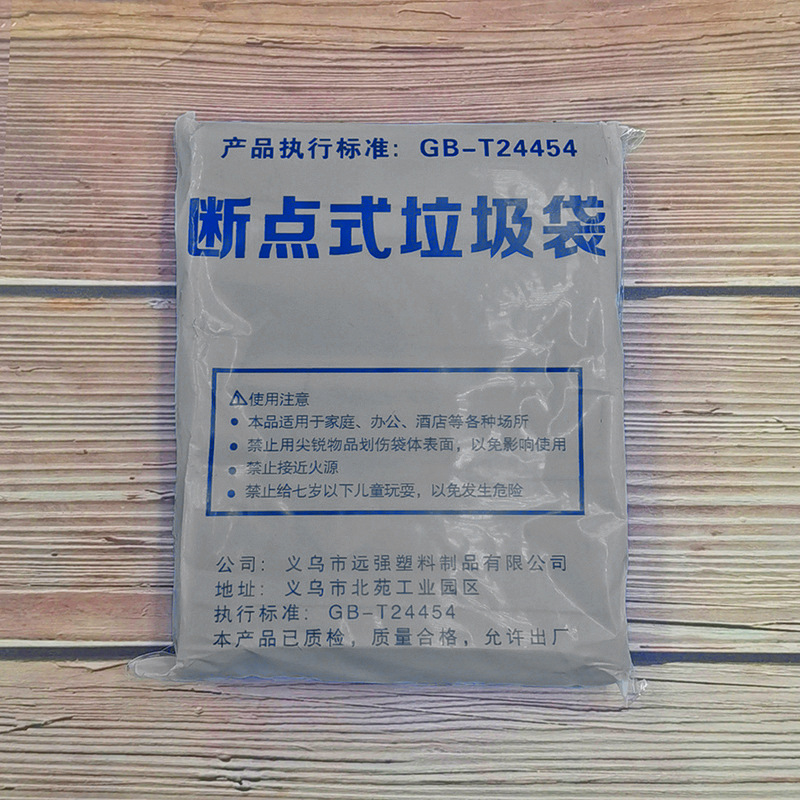 产品执行标准：GB-T24454
断点式垃圾袋
⚠使用注意
• 本品适用于家庭、办公、酒店等各种场所
• 禁止用尖锐物品划伤袋体表面，以免影响使用
• 禁止接近火源
• 禁止给七岁以下儿童玩耍，以免发生危险
公司：义乌市远强塑料制品有限公司
地址：义乌市北苑工业园区
执行标准：GB-T24454
本产品已质检，质量合格，允许出厂